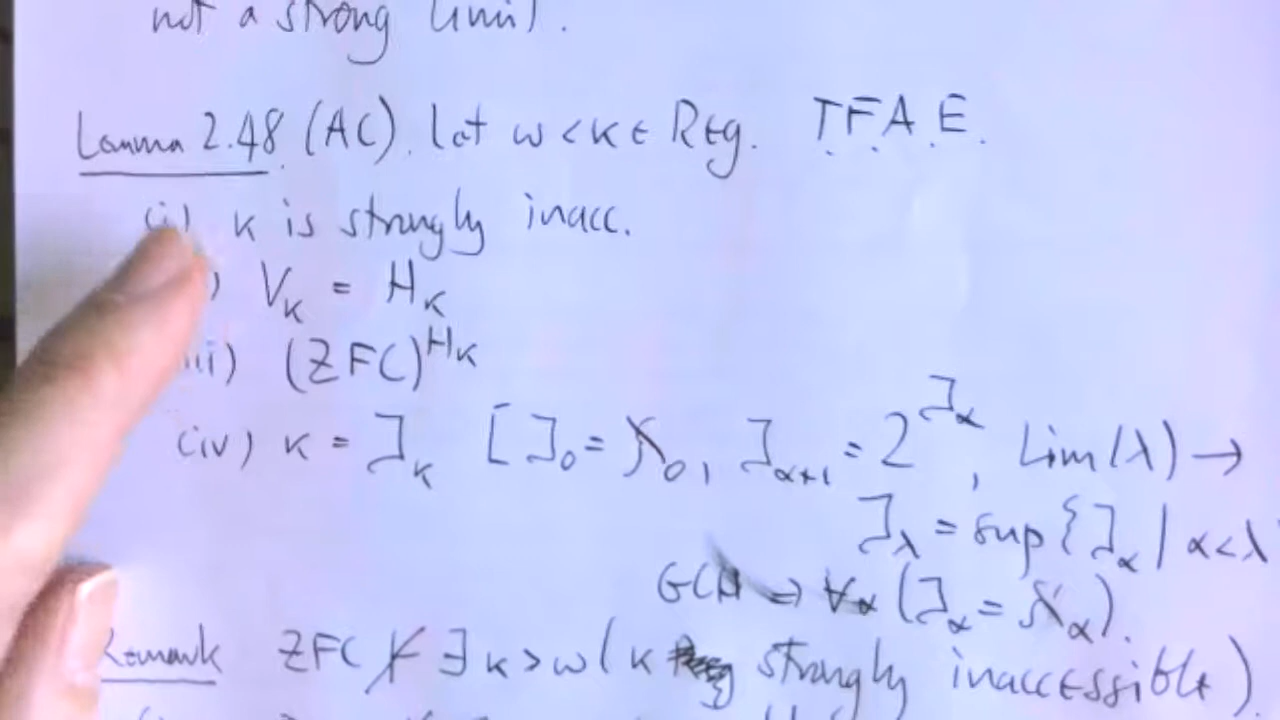 not a strong limit.
Lemma 2.48 (AC). Let ω < κ ∈ Reg. T.F.A.E.
(i) κ is strongly inacc.
) V_κ = H_κ
iii) (ZFC)^{H_κ}
(iv) κ = ℶ_κ [ℶ_0 = ℵ_0, ℶ_{α+1} = 2^{ℶ_α}, Lim(λ) →
ℶ_λ = sup{ℶ_α | α<λ
GCH ⇒ ∀α (ℶ_α = ℵ_α).
Remark ZFC ⊬ ∃κ>ω(κ strongly inaccessible)